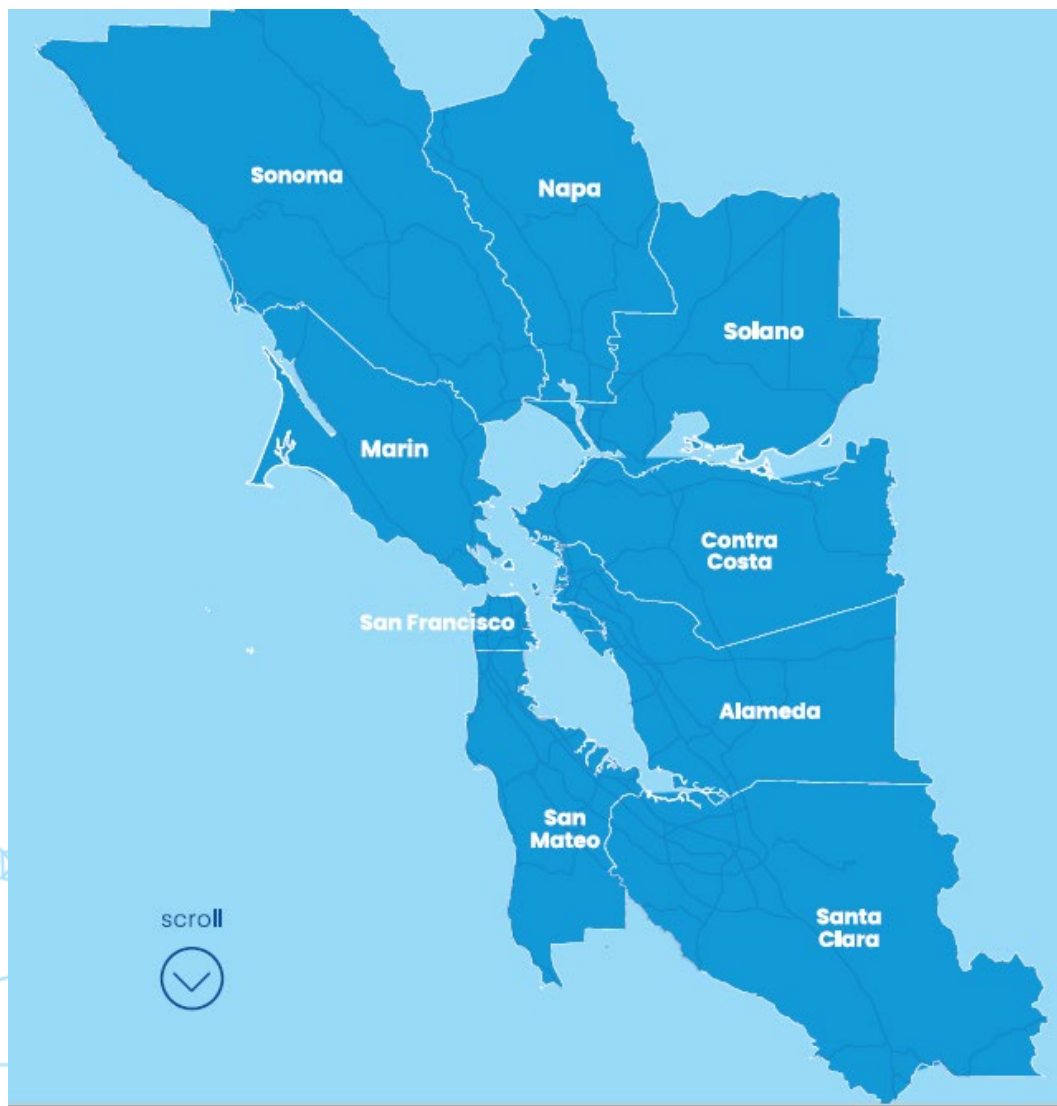 Sonoma
Napa
Solano
Marin
Contra
Costa
San Francisco
Alameda
San
Mateo
Santa
Clara
scroll